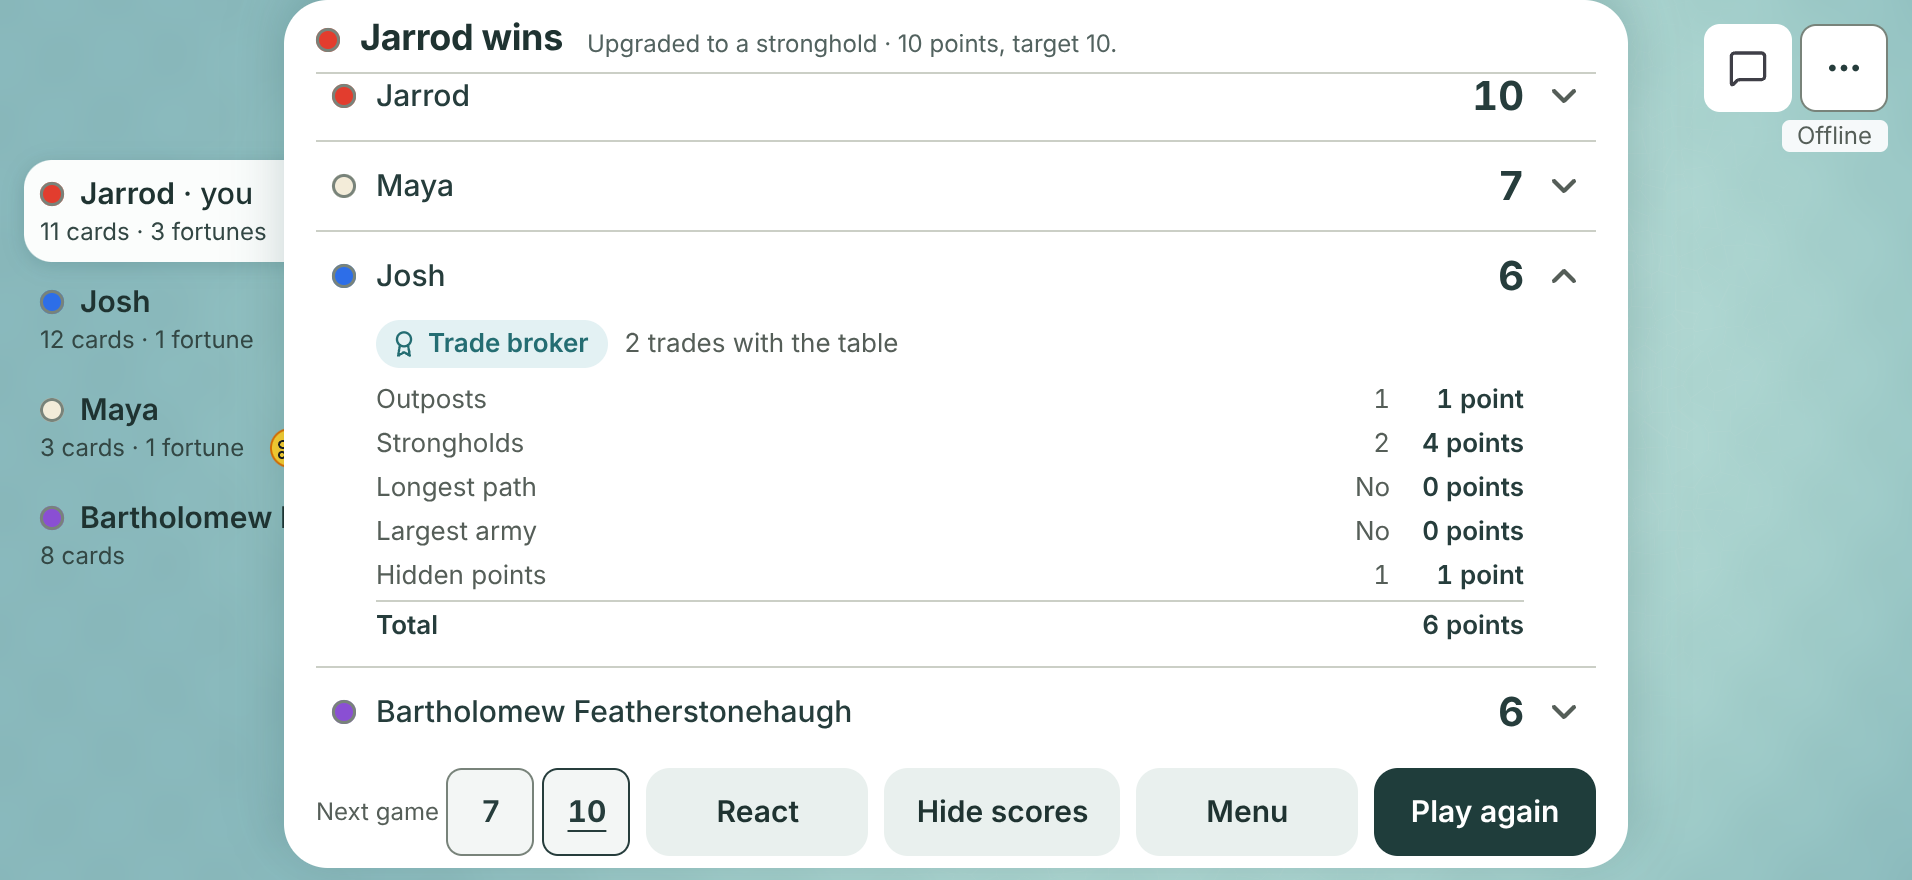 Jarrod wins Upgraded to a stronghold · 10 points, target 10.
Jarrod 10
Maya 7
Josh 6
Trade broker 2 trades with the table
Outposts 1 1 point
Strongholds 2 4 points
Longest path No 0 points
Largest army No 0 points
Hidden points 1 1 point
Total 6 points
Bartholomew Featherstonehaugh 6
Next game 7 10 React Hide scores Menu Play again
Jarrod · you
11 cards · 3 fortunes
Josh
12 cards · 1 fortune
Maya
3 cards · 1 fortune
Bartholomew
8 cards
Offline